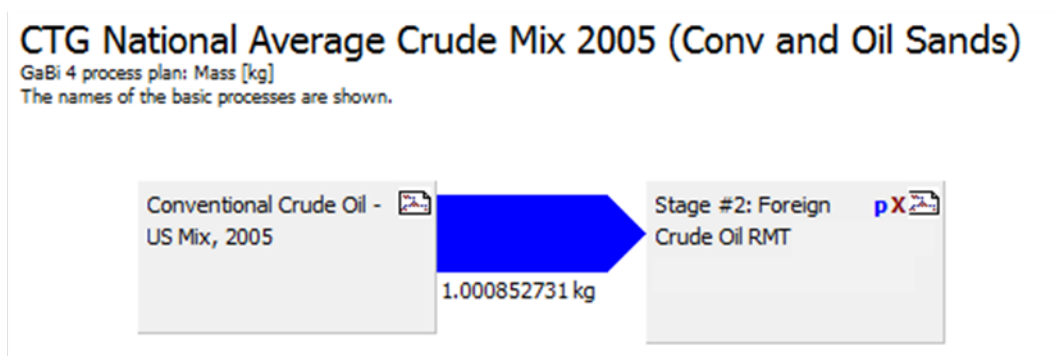 CTG National Average Crude Mix 2005 (Conv and Oil Sands)
GaBi 4 process plan: Mass [kg]
The names of the basic processes are shown.
Conventional Crude Oil -
US Mix, 2005
1.000852731 kg
Stage #2: Foreign pX
Crude Oil RMT